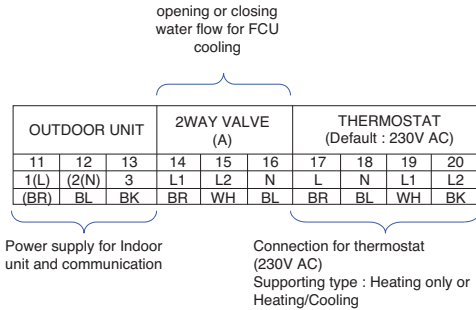 opening or closing
water flow for FCU
cooling
OUTDOOR UNIT 2WAY VALVE (A) THERMOSTAT (Default : 230V AC)
11 12 13 14 15 16 17 18 19 20
1(L) (2(N) 3 L1 L2 N L N L1 L2
(BR) BL BK BR WH BL BR BL WH BK
Power supply for Indoor
unit and communication
Connection for thermostat
(230V AC)
Supporting type : Heating only or
Heating/Cooling